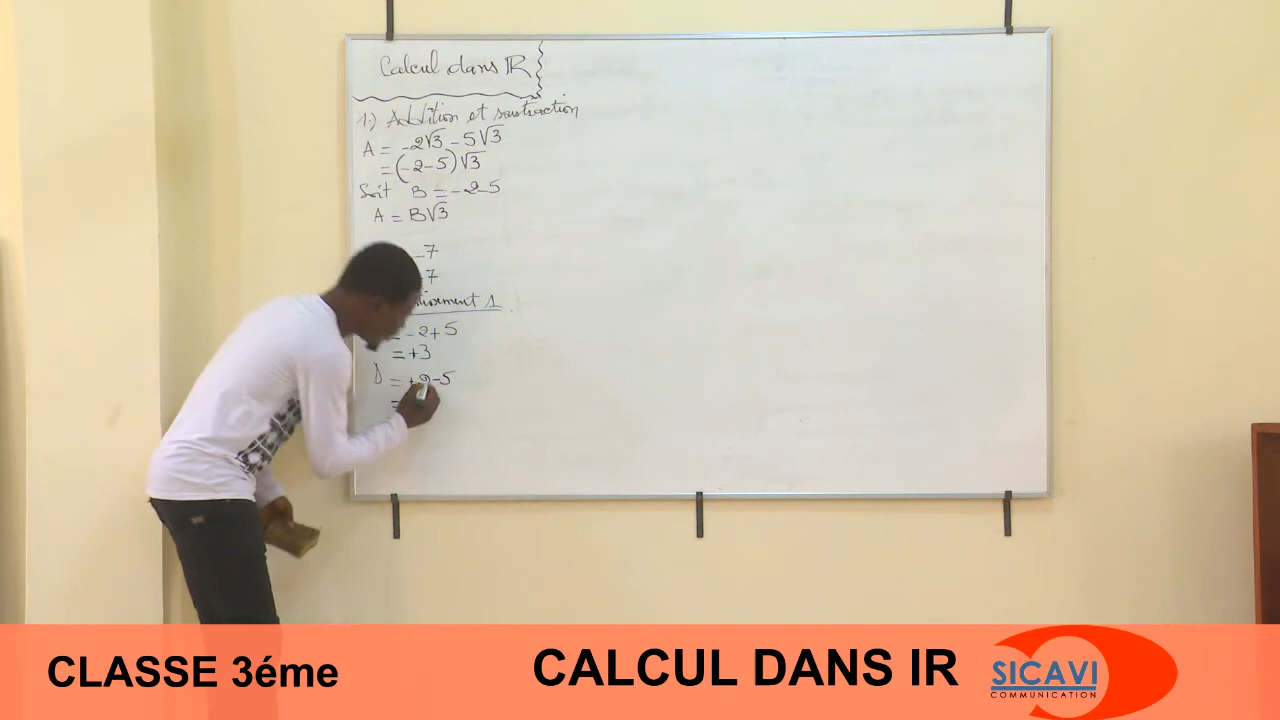 Calcul dans IR
1.) Addition et soustraction
A = -2√3 - 5√3
= (-2-5)√3
Soit B = -2-5
A = B√3
-7
-7
1
= -2+5
= +3
D = +2-5
=
CLASSE 3éme
CALCUL DANS IR
SICAVI
COMMUNICATION